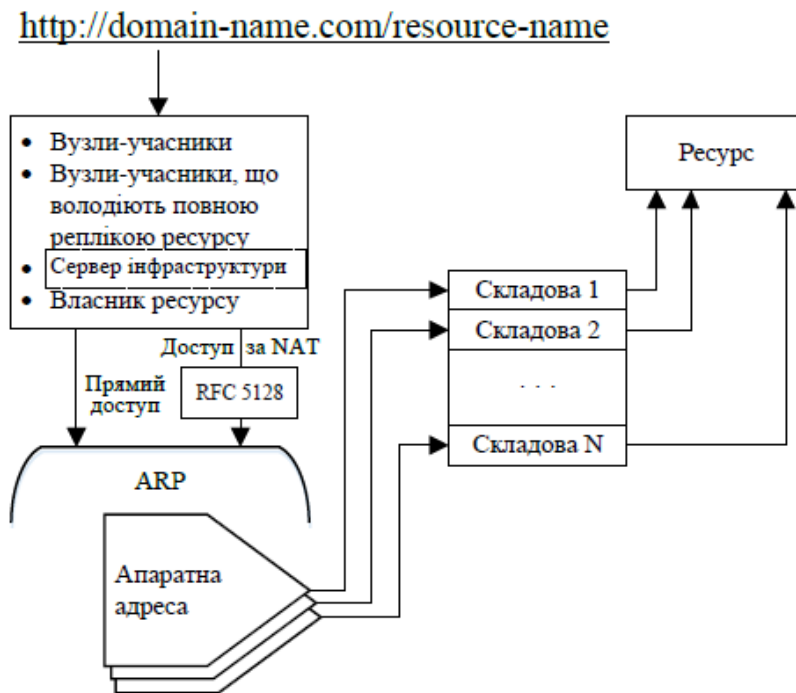 http://domain-name.com/resource-name
• Вузли-учасники
• Вузли-учасники, що
володіють повною
реплікою ресурсу
• Сервер інфраструктури
• Власник ресурсу
Ресурс
Складова 1
Складова 2
. . .
Складова N
Доступ за NAT
Прямий
доступ
RFC 5128
ARP
Апаратна
адреса